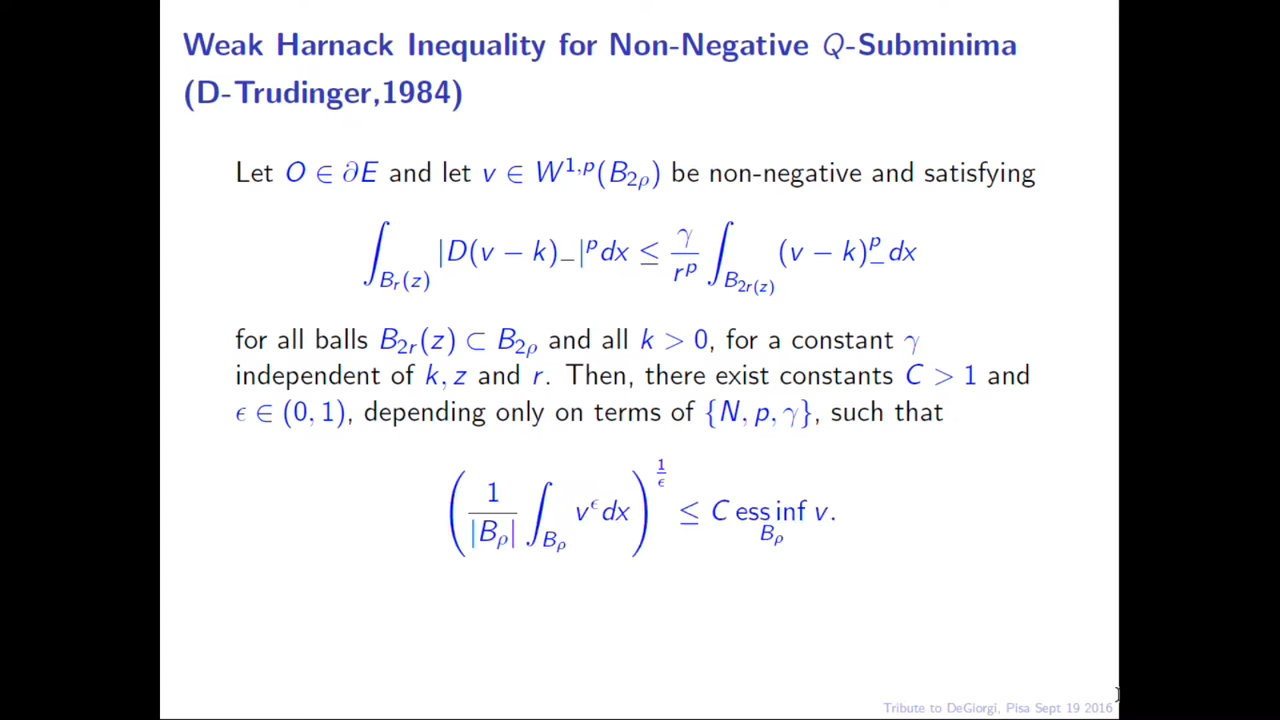 Weak Harnack Inequality for Non-Negative Q-Subminima
(D-Trudinger,1984)
Let O ∈ ∂E and let v ∈ W^{1,p}(B_{2ρ}) be non-negative and satisfying
∫_{B_r(z)} |D(v − k)_−|^p dx ≤ γ/r^p ∫_{B_{2r}(z)} (v − k)_−^p dx
for all balls B_{2r}(z) ⊂ B_{2ρ} and all k > 0, for a constant γ
independent of k, z and r. Then, there exist constants C > 1 and
ϵ ∈ (0, 1), depending only on terms of {N, p, γ}, such that
(1/|B_ρ| ∫_{B_ρ} v^ϵ dx)^{1/ϵ} ≤ C ess inf_{B_ρ} v.
Tribute to DeGiorgi, Pisa Sept 19 2016